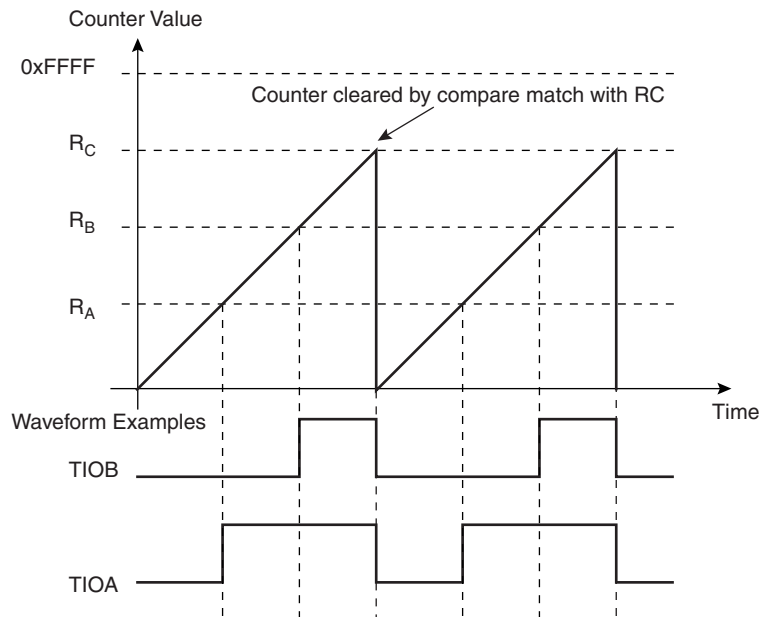 Counter Value
0xFFFF
Counter cleared by compare match with RC
RC
RB
RA
Time
Waveform Examples
TIOB
TIOA